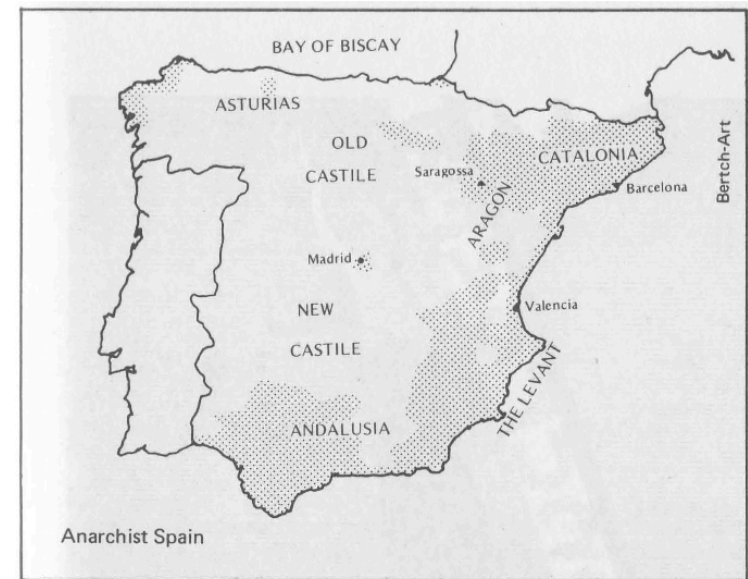 BAY OF BISCAY
ASTURIAS
OLD
CASTILE
CATALONIA
Saragossa
Barcelona
ARAGON
Bertch-Art
Madrid
NEW
CASTILE
Valencia
THE LEVANT
ANDALUSIA
Anarchist Spain